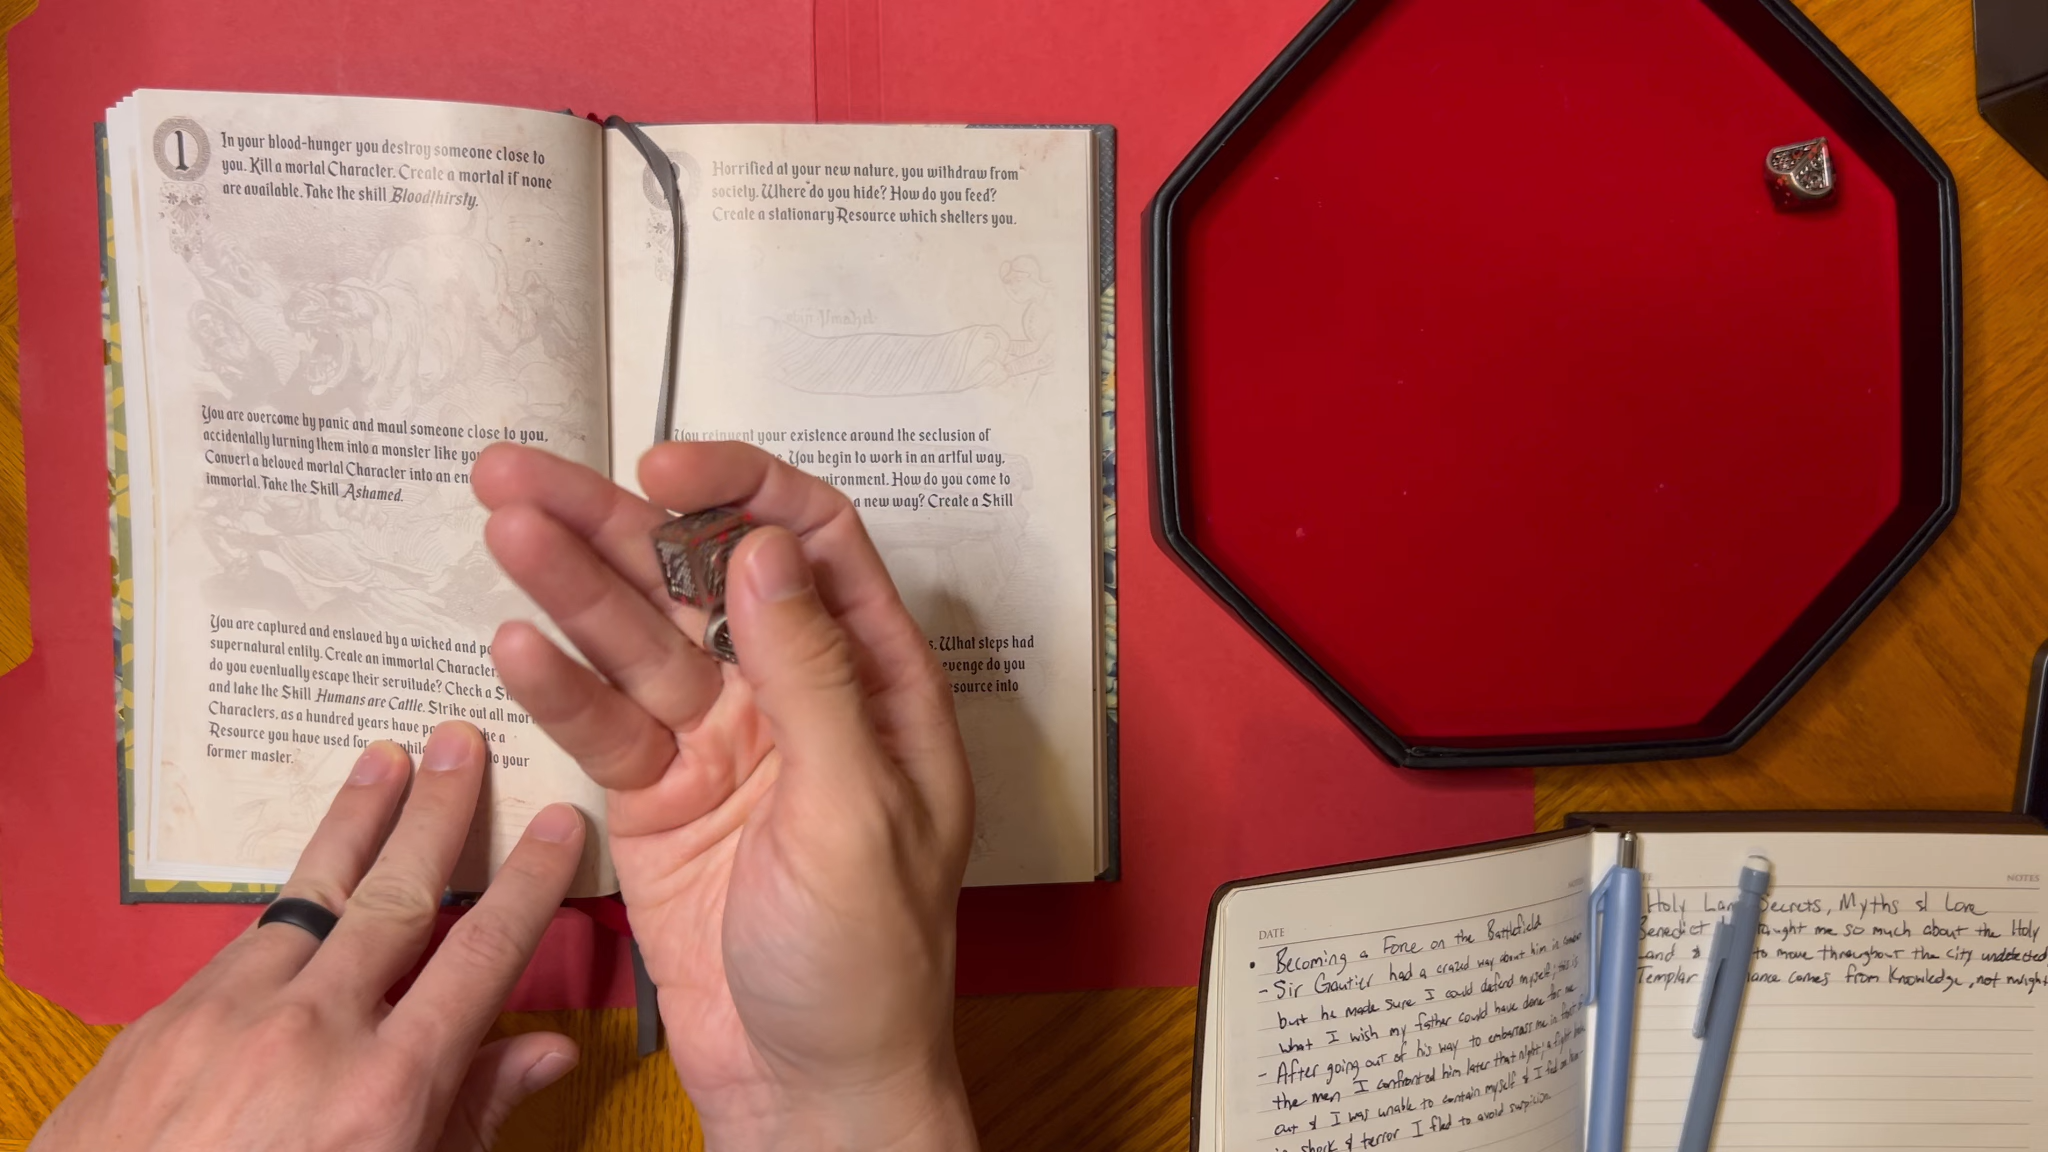 1
In your blood-hunger you destroy someone close to
you. Kill a mortal Character. Create a mortal if none
are available. Take the skill Bloodthirsty.
You are overcome by panic and maul someone close to you,
accidentally turning them into a monster like
Convert a beloved mortal Character into an
immortal. Take the Skill Ashamed.
You are captured and enslaved by a wicked and
supernatural entity. Create an immortal Character.
do you eventually escape their servitude? Check a
and take the Skill Humans are Cattle. Strike out all
Characters, as a hundred years have
Resource you have used for
former master.
Horrified at your new nature, you withdraw from
society. Where do you hide? How do you feed?
Create a stationary Resource which shelters you.
You reinvent your existence around the seclusion of
You begin to work in an artful way.
environment. How do you come to
a new way? Create a Skill
What steps had
revenge do you
Resource into
DATE
• Becoming a Force on the Battlefield
- Sir Gautier had a crazed way about him in combat
but he made sure I could defend myself; this is
what I wish my father could have done for me
- After going out of his way to embarrass me in front of
the men I confronted him later that night; a fight broke
out & I was unable to contain myself & I fed on him
in shock & terror I fled to avoid suspicion.
NOTES
Holy Land Secrets, Myths & Lore
Benedict taught me so much about the Holy
Land & to move throughout the city undetected
Templar comes from Knowledge, not might